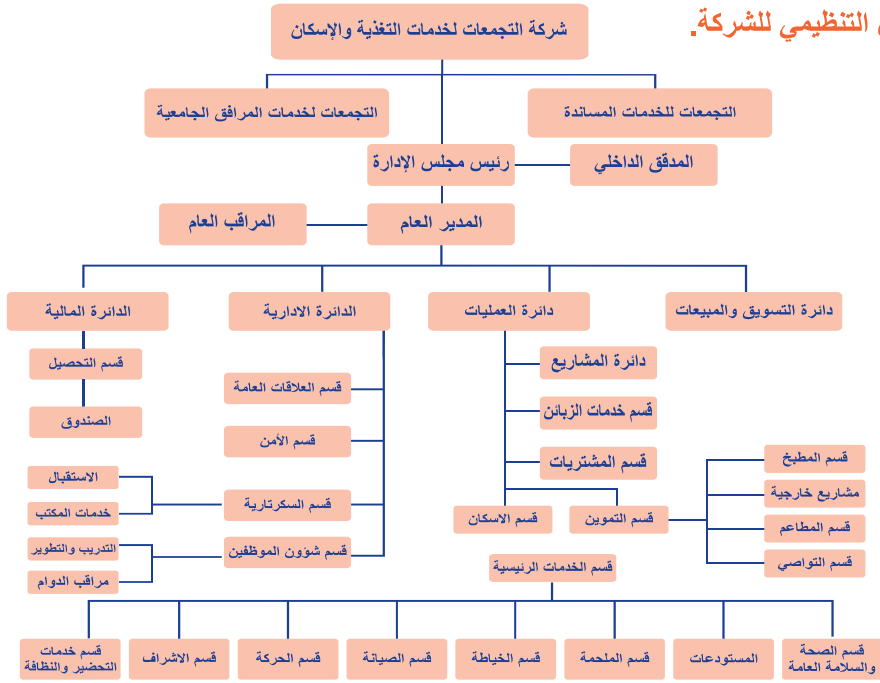 ـل التنظيمي للشركة.
شركة التجمعات لخدمات التغذية والإسكان
التجمعات للخدمات المساندة
التجمعات لخدمات المرافق الجامعية
المدقق الداخلي
رئيس مجلس الإدارة
المدير العام
المراقب العام
دائرة التسويق والمبيعات
دائرة العمليات
الدائرة الادارية
الدائرة المالية
دائرة المشاريع
قسم خدمات الزبائن
قسم المشتريات
قسم التموين
قسم الاسكان
قسم المطبخ
مشاريع خارجية
قسم المطاعم
قسم التواصي
قسم العلاقات العامة
قسم الأمن
قسم السكرتارية
قسم شؤون الموظفين
الاستقبال
خدمات المكتب
التدريب والتطوير
مراقب الدوام
قسم التحصيل
الصندوق
قسم الخدمات الرئيسية
قسم الصحة
والسلامة العامة
المستودعات
قسم الملحمة
قسم الخياطة
قسم الصيانة
قسم الحركة
قسم الاشراف
قسم خدمات
التحضير والنظافة